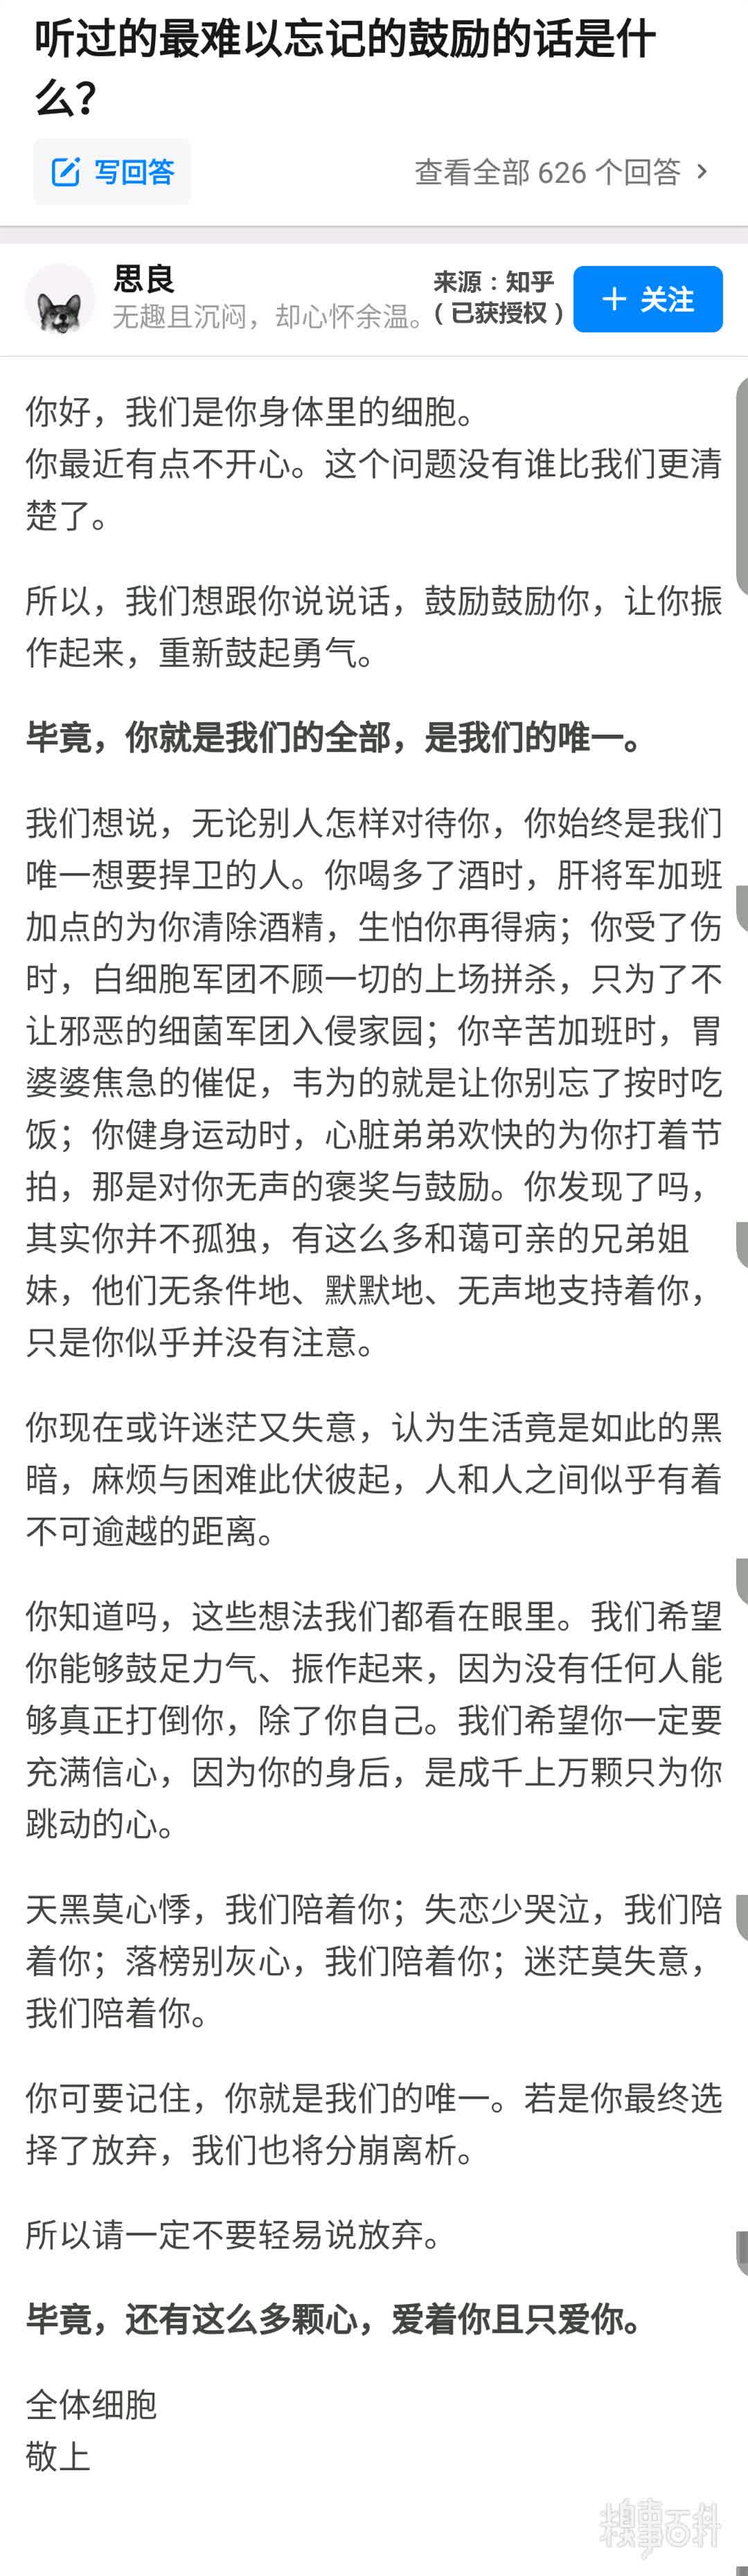 听过的最难以忘记的鼓励的话是什
么?
写回答
查看全部 626 个回答 >
思良
无趣且沉闷，却心怀余温。
来源：知乎
（已获授权）
+ 关注
你好，我们是你身体里的细胞。
你最近有点不开心。这个问题没有谁比我们更清
楚了。
所以，我们想跟你说说话，鼓励鼓励你，让你振
作起来，重新鼓起勇气。
毕竟，你就是我们的全部，是我们的唯一。
我们想说，无论别人怎样对待你，你始终是我们
唯一想要捍卫的人。你喝多了酒时，肝将军加班
加点的为你清除酒精，生怕你再得病；你受了伤
时，白细胞军团不顾一切的上场拼杀，只为了不
让邪恶的细菌军团入侵家园；你辛苦加班时，胃
婆婆焦急的催促，韦为的就是让你别忘了按时吃
饭；你健身运动时，心脏弟弟欢快的为你打着节
拍，那是对你无声的褒奖与鼓励。你发现了吗，
其实你并不孤独，有这么多和蔼可亲的兄弟姐
妹，他们无条件地、默默地、无声地支持着你，
只是你似乎并没有注意。
你现在或许迷茫又失意，认为生活竟是如此的黑
暗，麻烦与困难此伏彼起，人和人之间似乎有着
不可逾越的距离。
你知道吗，这些想法我们都看在眼里。我们希望
你能够鼓足力气、振作起来，因为没有任何人能
够真正打倒你，除了你自己。我们希望你一定要
充满信心，因为你的身后，是成千上万颗只为你
跳动的心。
天黑莫心悸，我们陪着你；失恋少哭泣，我们陪
着你；落榜别灰心，我们陪着你；迷茫莫失意，
我们陪着你。
你可要记住，你就是我们的唯一。若是你最终选
择了放弃，我们也将分崩离析。
所以请一定不要轻易说放弃。
毕竟，还有这么多颗心，爱着你且只爱你。
全体细胞
敬上
糗事百科